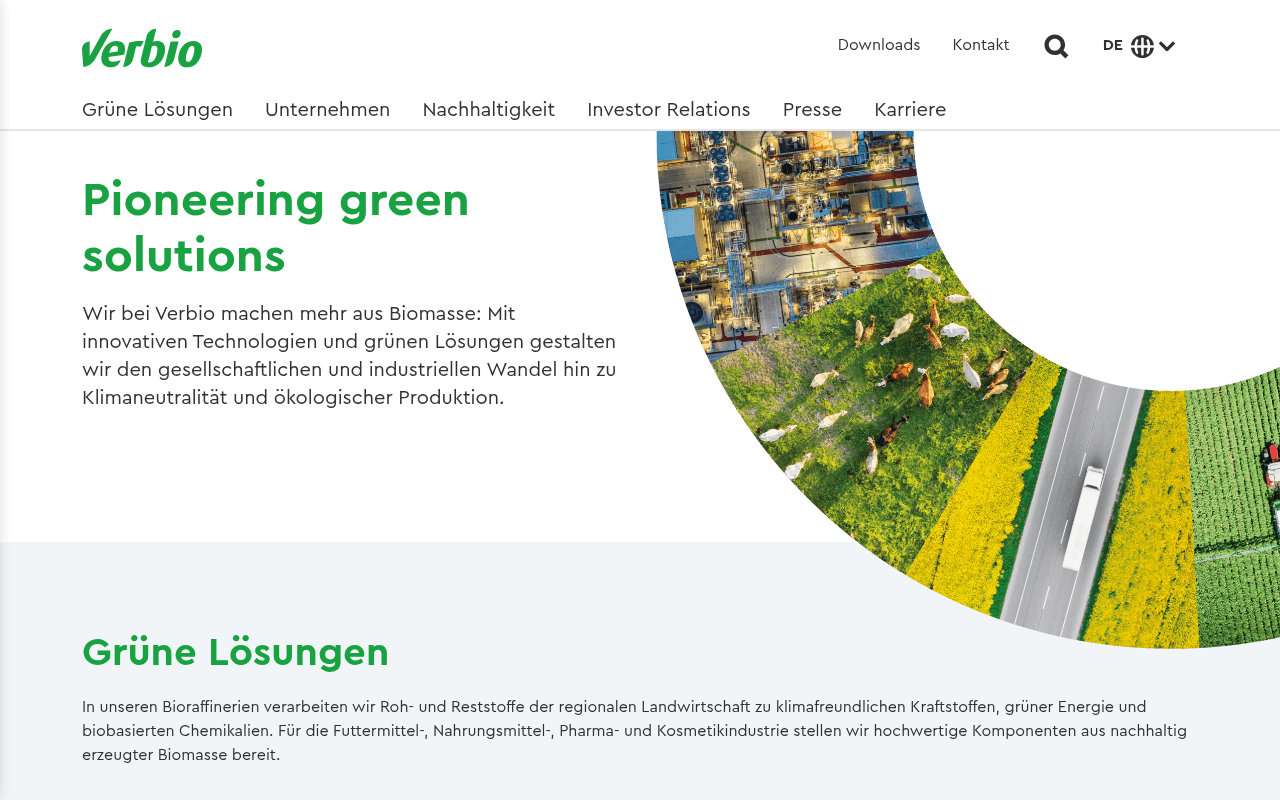 Verbio
Downloads
Kontakt
DE
Grüne Lösungen
Unternehmen
Nachhaltigkeit
Investor Relations
Presse
Karriere
Pioneering green
solutions
Wir bei Verbio machen mehr aus Biomasse: Mit
innovativen Technologien und grünen Lösungen gestalten
wir den gesellschaftlichen und industriellen Wandel hin zu
Klimaneutralität und ökologischer Produktion.
Grüne Lösungen
In unseren Bioraffinerien verarbeiten wir Roh- und Reststoffe der regionalen Landwirtschaft zu klimafreundlichen Kraftstoffen, grüner Energie und
biobasierten Chemikalien. Für die Futtermittel-, Nahrungsmittel-, Pharma- und Kosmetikindustrie stellen wir hochwertige Komponenten aus nachhaltig
erzeugter Biomasse bereit.